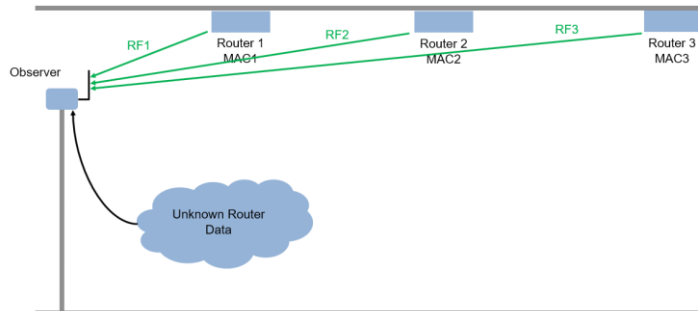 RF1
RF2
RF3
Router 1
MAC1
Router 2
MAC2
Router 3
MAC3
Observer
Unknown Router
Data